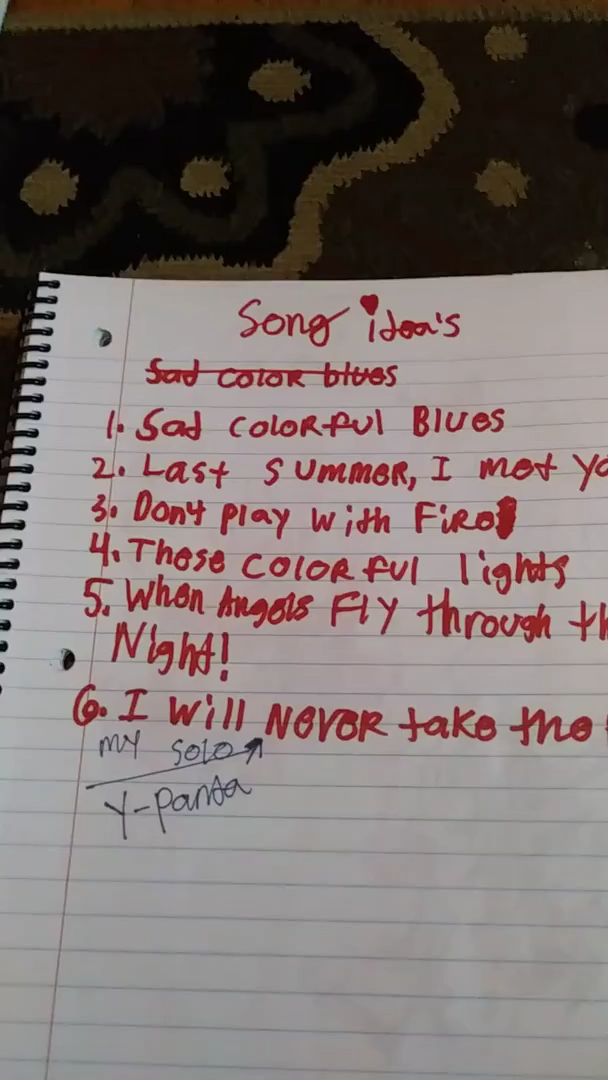 Song idea's
Sad color blues
1. Sad colorful Blues
2. Last summer, I met
3. Don't play with Fire
4. These colorful lights
5. When Angels Fly through
Night!
6. I will never take the
my solo
Y-panda